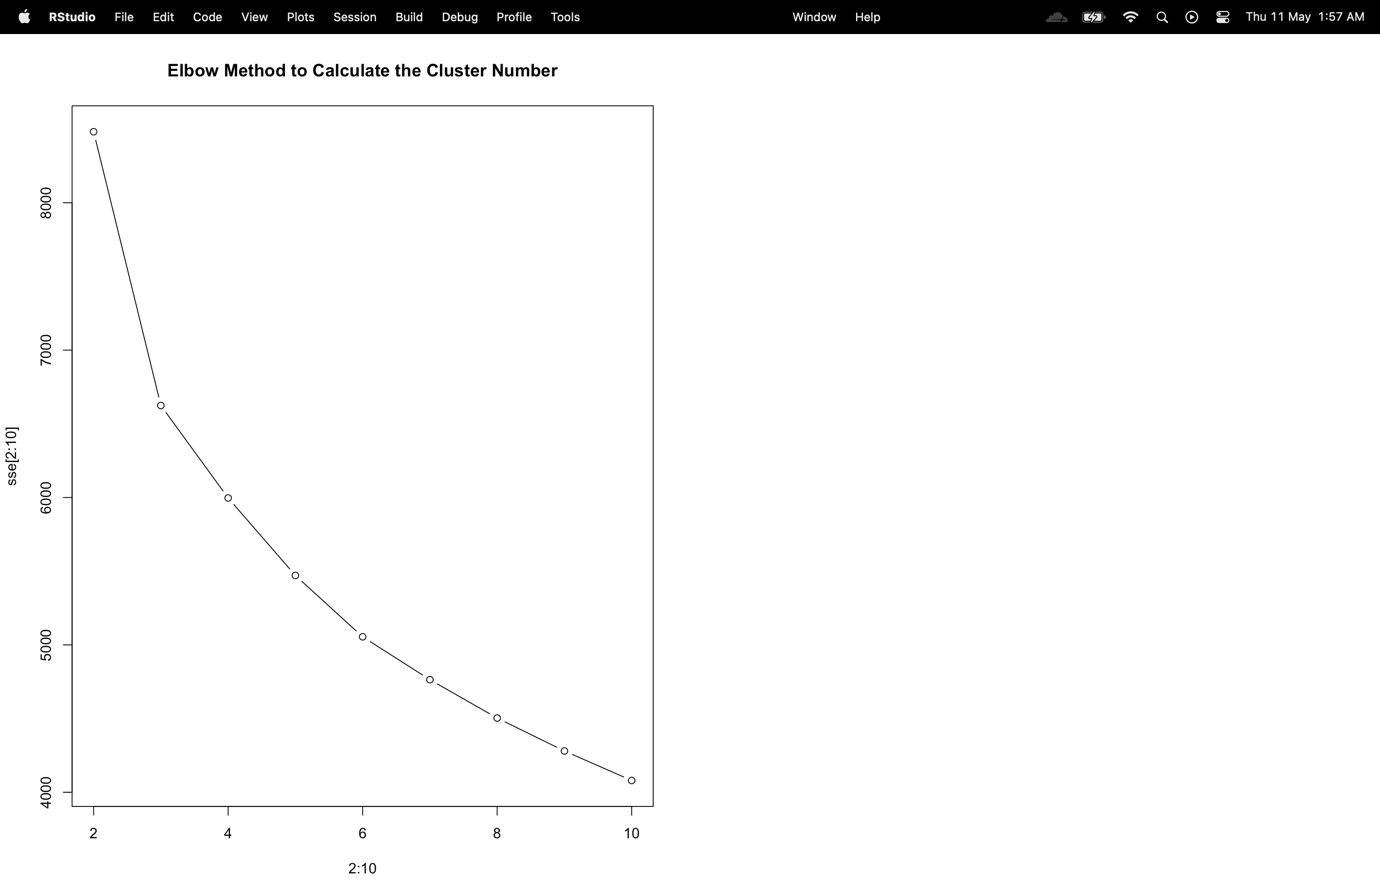 RStudio File Edit Code View Plots Session Build Debug Profile Tools Window Help Thu 11 May 1:57 AM
Elbow Method to Calculate the Cluster Number
8000
7000
6000
5000
4000
sse[2:10]
2 4 6 8 10
2:10